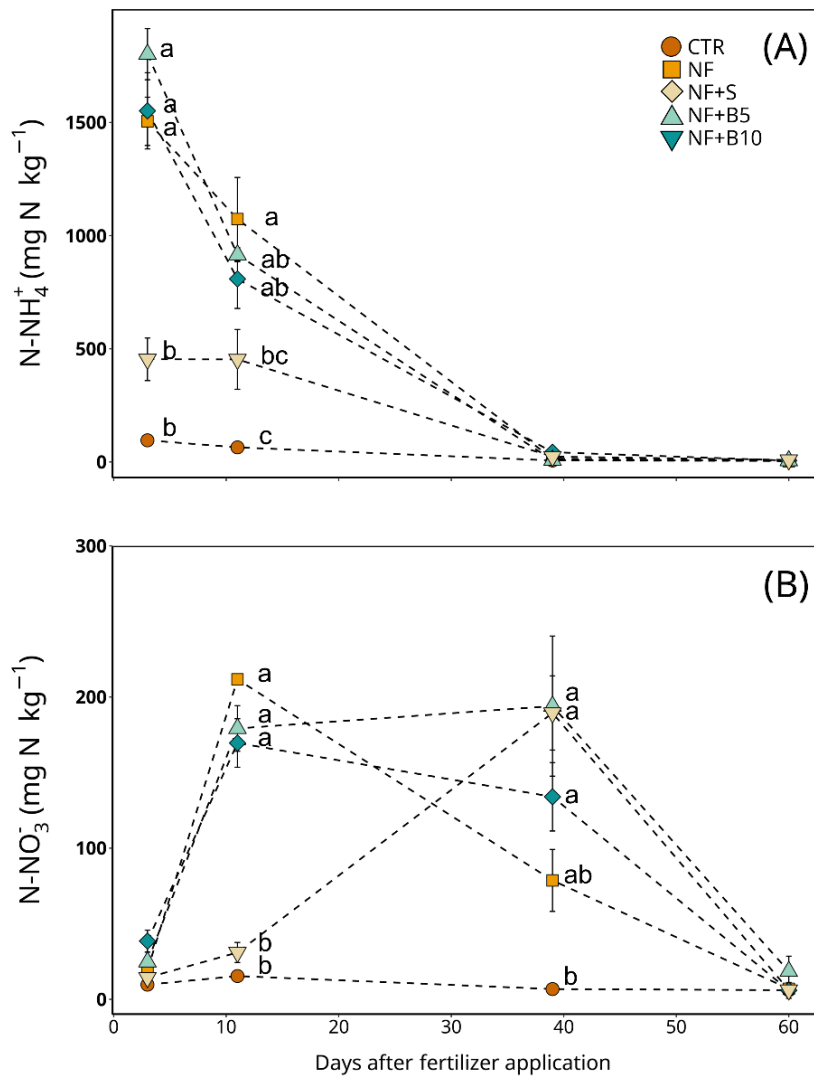 (A)
CTR
NF
NF+S
NF+B5
NF+B10
N-NH₄⁺ (mg N kg⁻¹)
1500
1000
500
0
a
a
a
a
ab
ab
b
bc
b
c
(B)
N-NO₃⁻ (mg N kg⁻¹)
300
200
100
0
a
a
a
a
a
a
ab
b
b
b
0
10
20
30
40
50
60
Days after fertilizer application